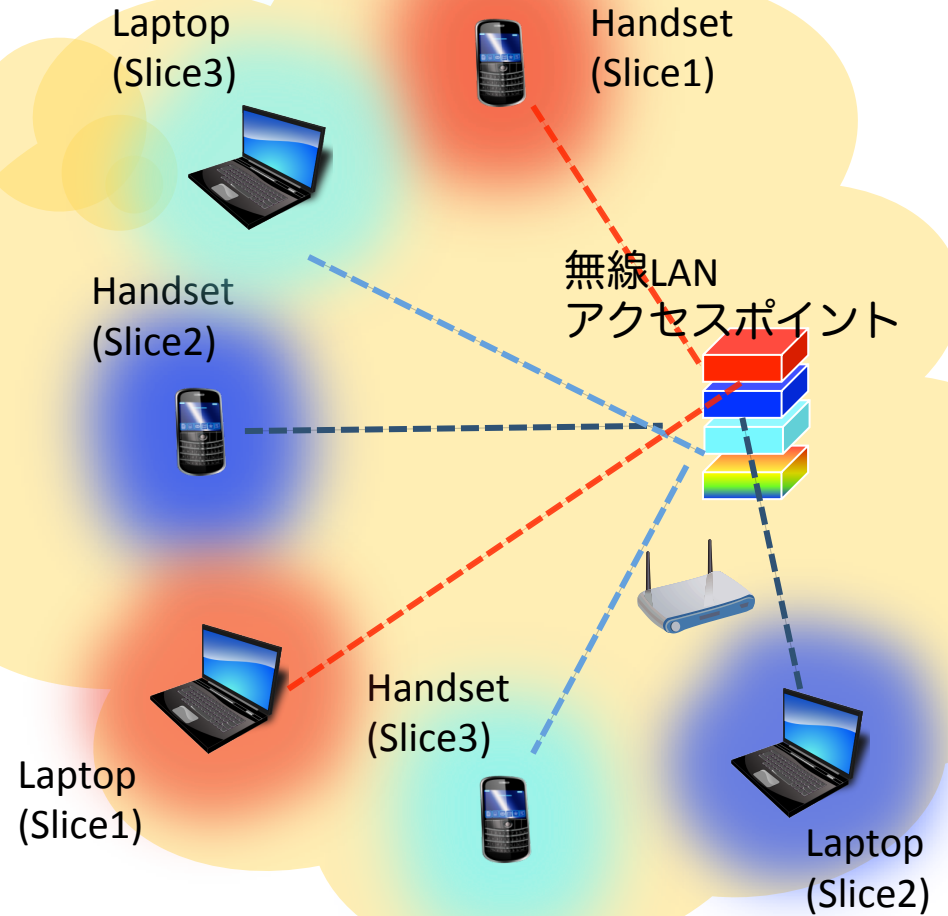 Laptop
(Slice3)
Handset
(Slice1)
無線LAN
アクセスポイント
Handset
(Slice2)
Handset
(Slice3)
Laptop
(Slice1)
Laptop
(Slice2)